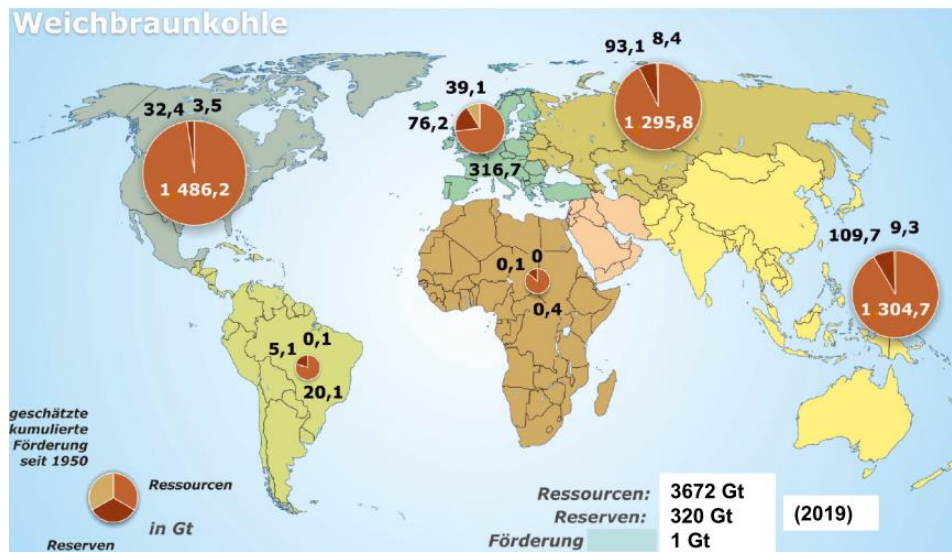 Weichbraunkohle
93,1 8,4
1 295,8
39,1
76,2
316,7
32,4 3,5
1 486,2
109,7 9,3
1 304,7
0,1 0
0,4
5,1 0,1
20,1
geschätzte
kumulierte
Förderung
seit 1950
Ressourcen
in Gt
Reserven
Ressourcen: 3672 Gt
Reserven: 320 Gt (2019)
Förderung 1 Gt